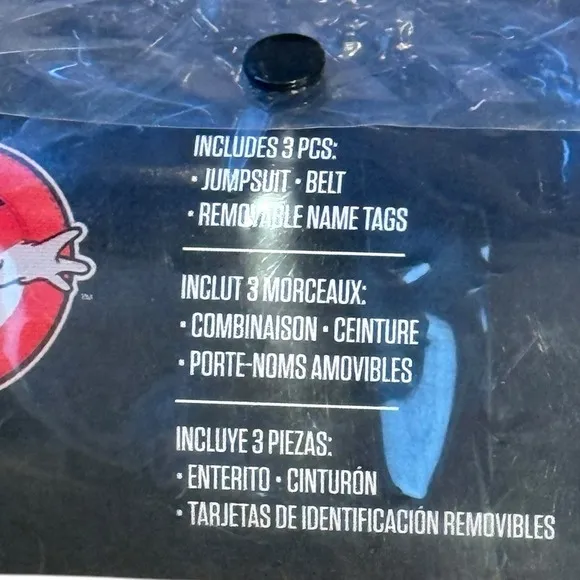 INCLUDES 3 PCS:
• JUMPSUIT • BELT
• REMOVABLE NAME TAGS
INCLUT 3 MORCEAUX:
• COMBINAISON • CEINTURE
• PORTE-NOMS AMOVIBLES
INCLUYE 3 PIEZAS:
• ENTERITO • CINTURÓN
• TARJETAS DE IDENTIFICACIÓN REMOVIBLES
TM